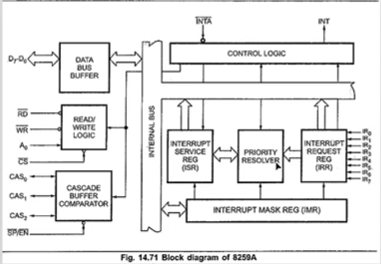 INTA
INT
D7-D0
DATA
BUS
BUFFER
CONTROL LOGIC
RD
WR
A0
CS
READ/
WRITE
LOGIC
INTERNAL BUS
INTERRUPT
SERVICE
REG
(ISR)
PRIORITY
RESOLVER
INTERRUPT
REQUEST
REG
(IRR)
IR0
IR1
IR2
IR3
IR4
IR5
IR6
IR7
CAS0
CAS1
CAS2
SP/EN
CASCADE
BUFFER
COMPARATOR
INTERRUPT MASK REG (IMR)
Fig. 14.71 Block diagram of 8259A